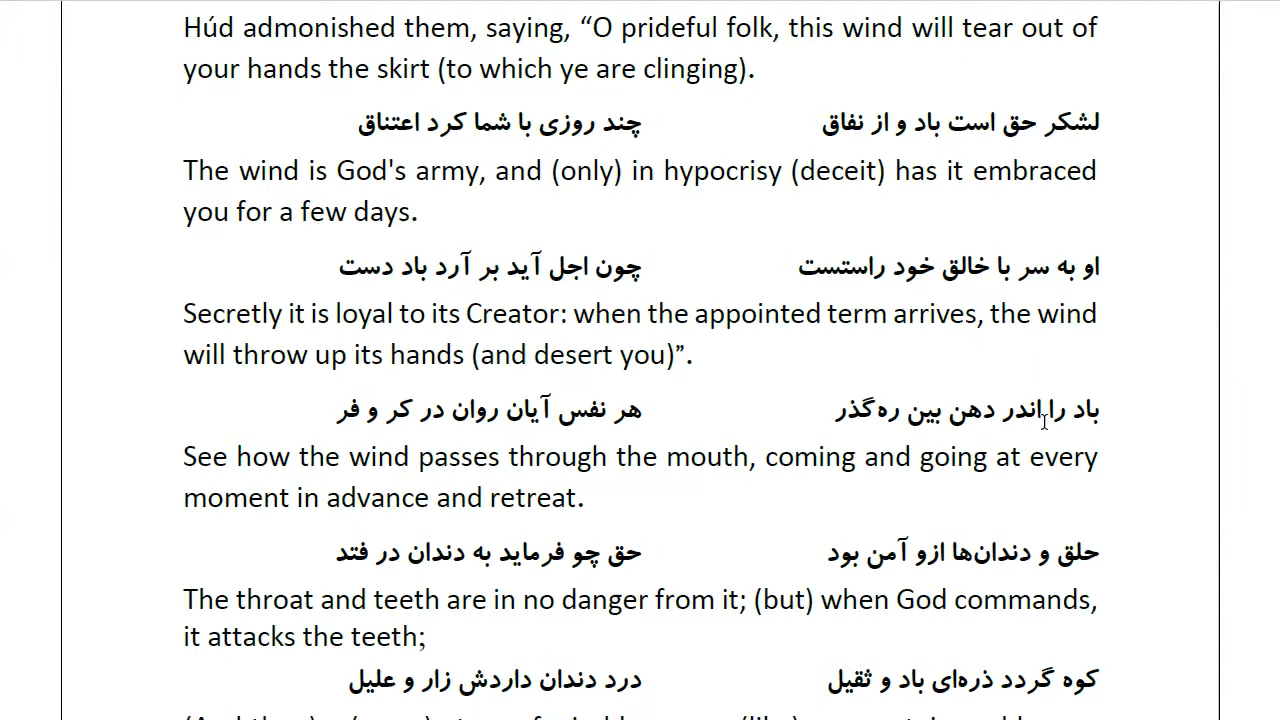 Húd admonished them, saying, “O prideful folk, this wind will tear out of
your hands the skirt (to which ye are clinging).
لشکر حق است باد و از نفاق چند روزی با شما کرد اعتناق
The wind is God's army, and (only) in hypocrisy (deceit) has it embraced
you for a few days.
او به سر با خالق خود راستست چون اجل آید بر آرد باد دست
Secretly it is loyal to its Creator: when the appointed term arrives, the wind
will throw up its hands (and desert you)”.
باد را اندر دهن بین ره‌گذر هر نفس آیان روان در کر و فر
See how the wind passes through the mouth, coming and going at every
moment in advance and retreat.
حلق و دندان‌ها ازو آمن بود حق چو فرماید به دندان در فتد
The throat and teeth are in no danger from it; (but) when God commands,
it attacks the teeth;
کوه گردد ذره‌ای باد و ثقیل درد دندان داردش زار و علیل